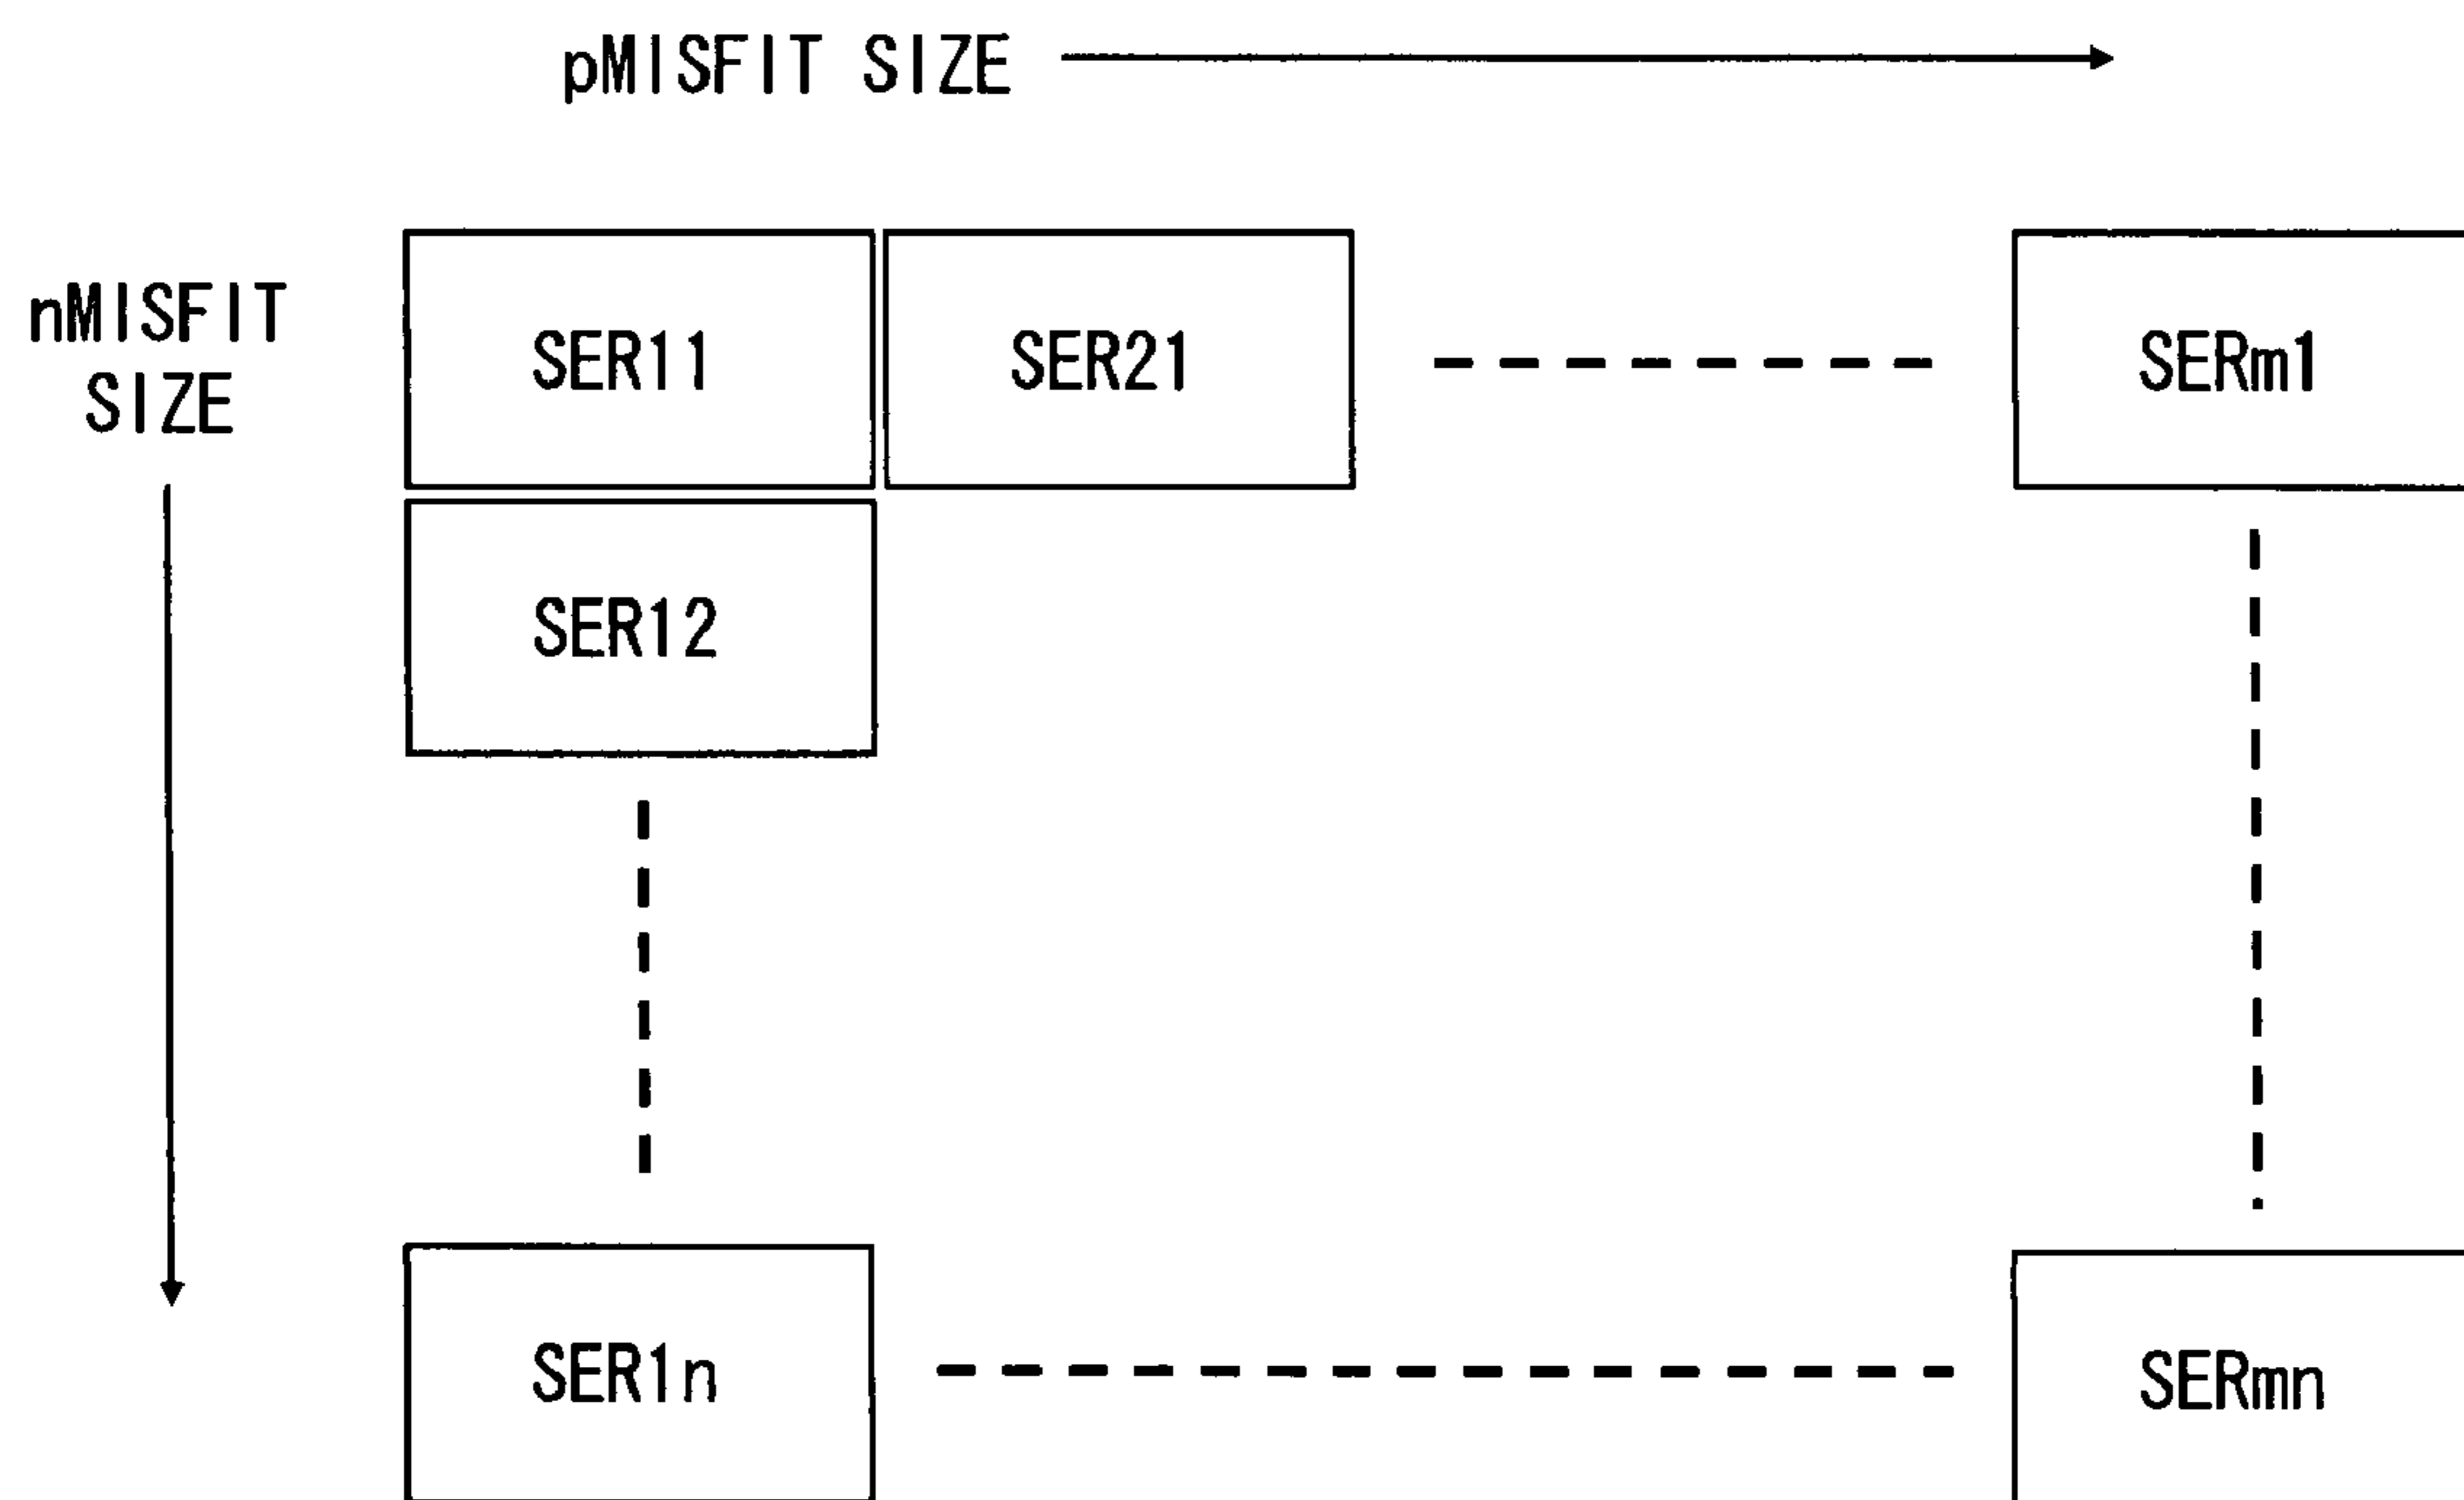 pMISFIT SIZE
nMISFIT
SIZE
SER11
SER21
SERm1
SER12
SER1n
SERmn